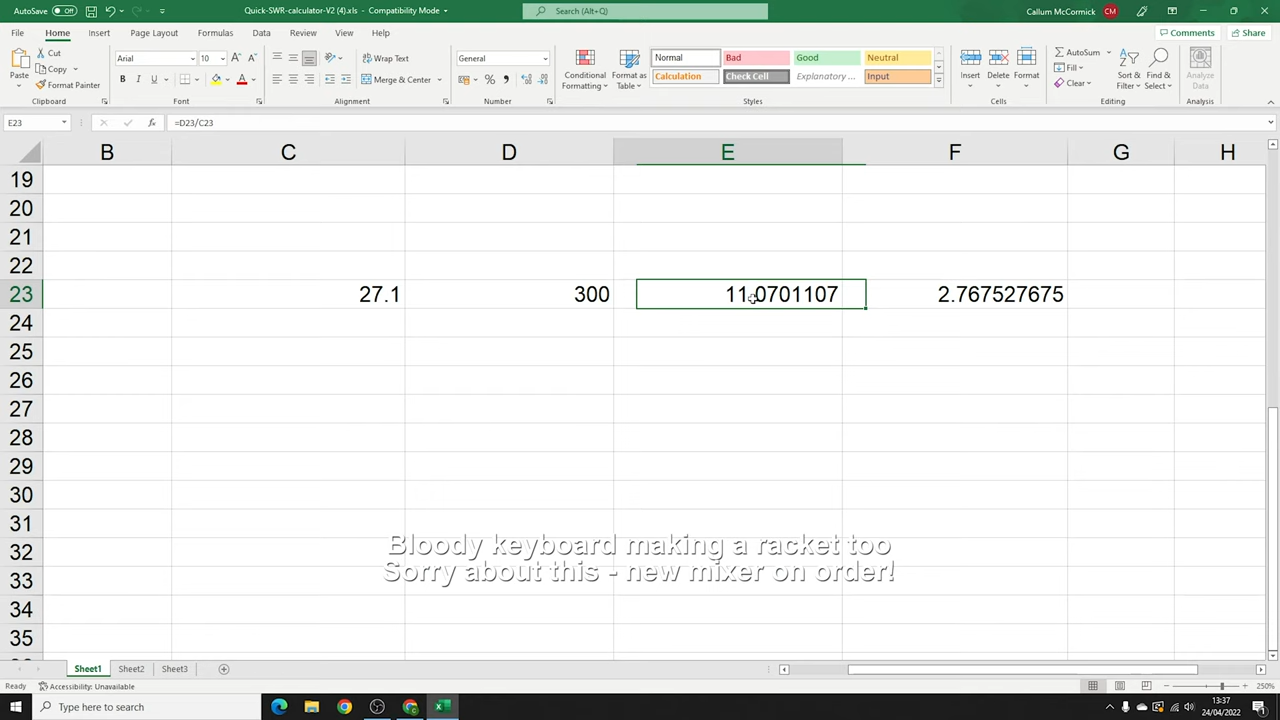 AutoSave Off Quick-SWR-calculator-V2 (4).xls - Compatibility Mode Search (Alt+Q) Callum McCormick CM
File Home Insert Page Layout Formulas Data Review View Help Comments Share
Paste Cut Copy Format Painter Clipboard
Arial 10 B I U Font
Wrap Text Merge & Center Alignment
General Number
Conditional Formatting Format as Table Normal Bad Good Neutral Calculation Check Cell Explanatory ... Input Styles
Insert Delete Format Cells
AutoSum Fill Clear Sort & Filter Find & Select Editing
Analyze Data Analysis
E23 =D23/C23
B C D E F G H
19
20
21
22
23 27.1 300 11.0701107 2.767527675
24
25
26
27
28
29
30
31
32
33
34
35
Bloody keyboard making a racket too
Sorry about this - new mixer on order!
Sheet1 Sheet2 Sheet3
Ready Accessibility: Unavailable 250%
Type here to search 13:37
24/04/2022